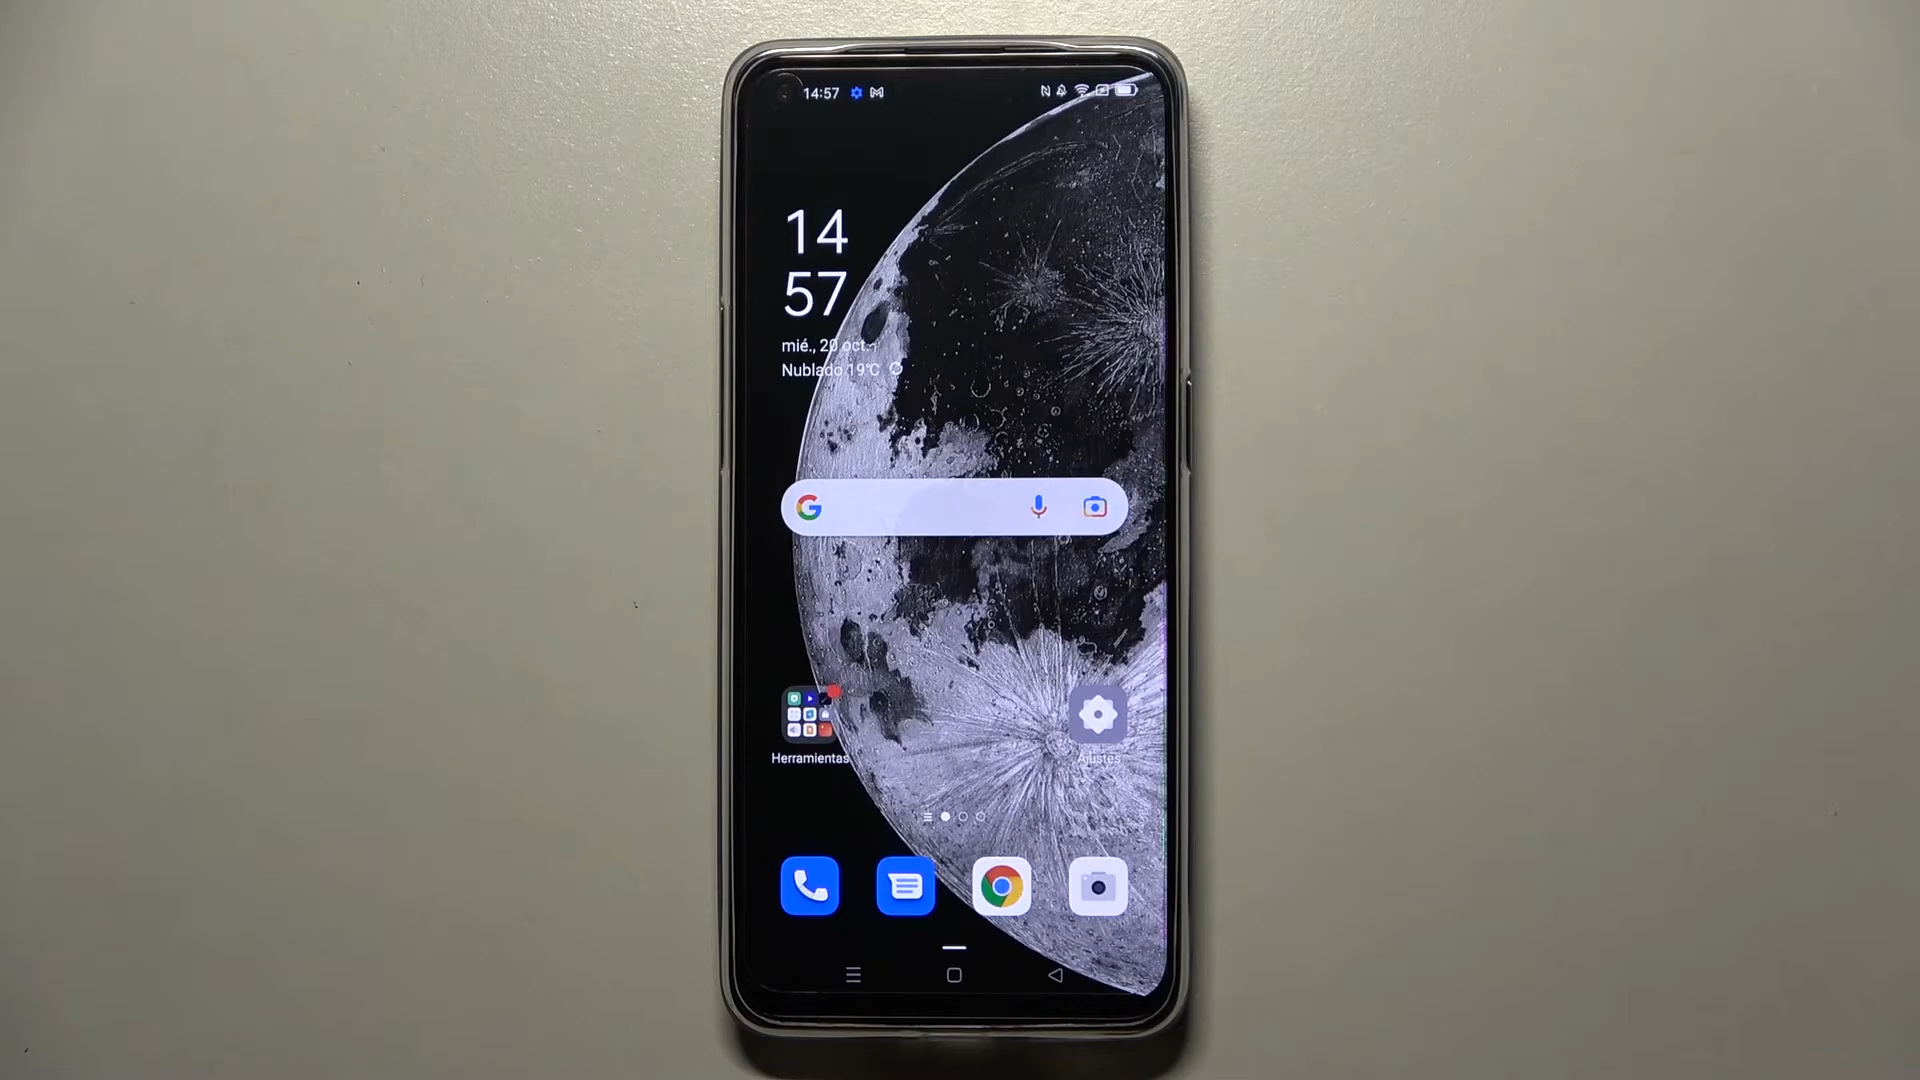 14:57
14
57
mié., 20 oct.
Nublado 19°C
Herramientas
Ajustes